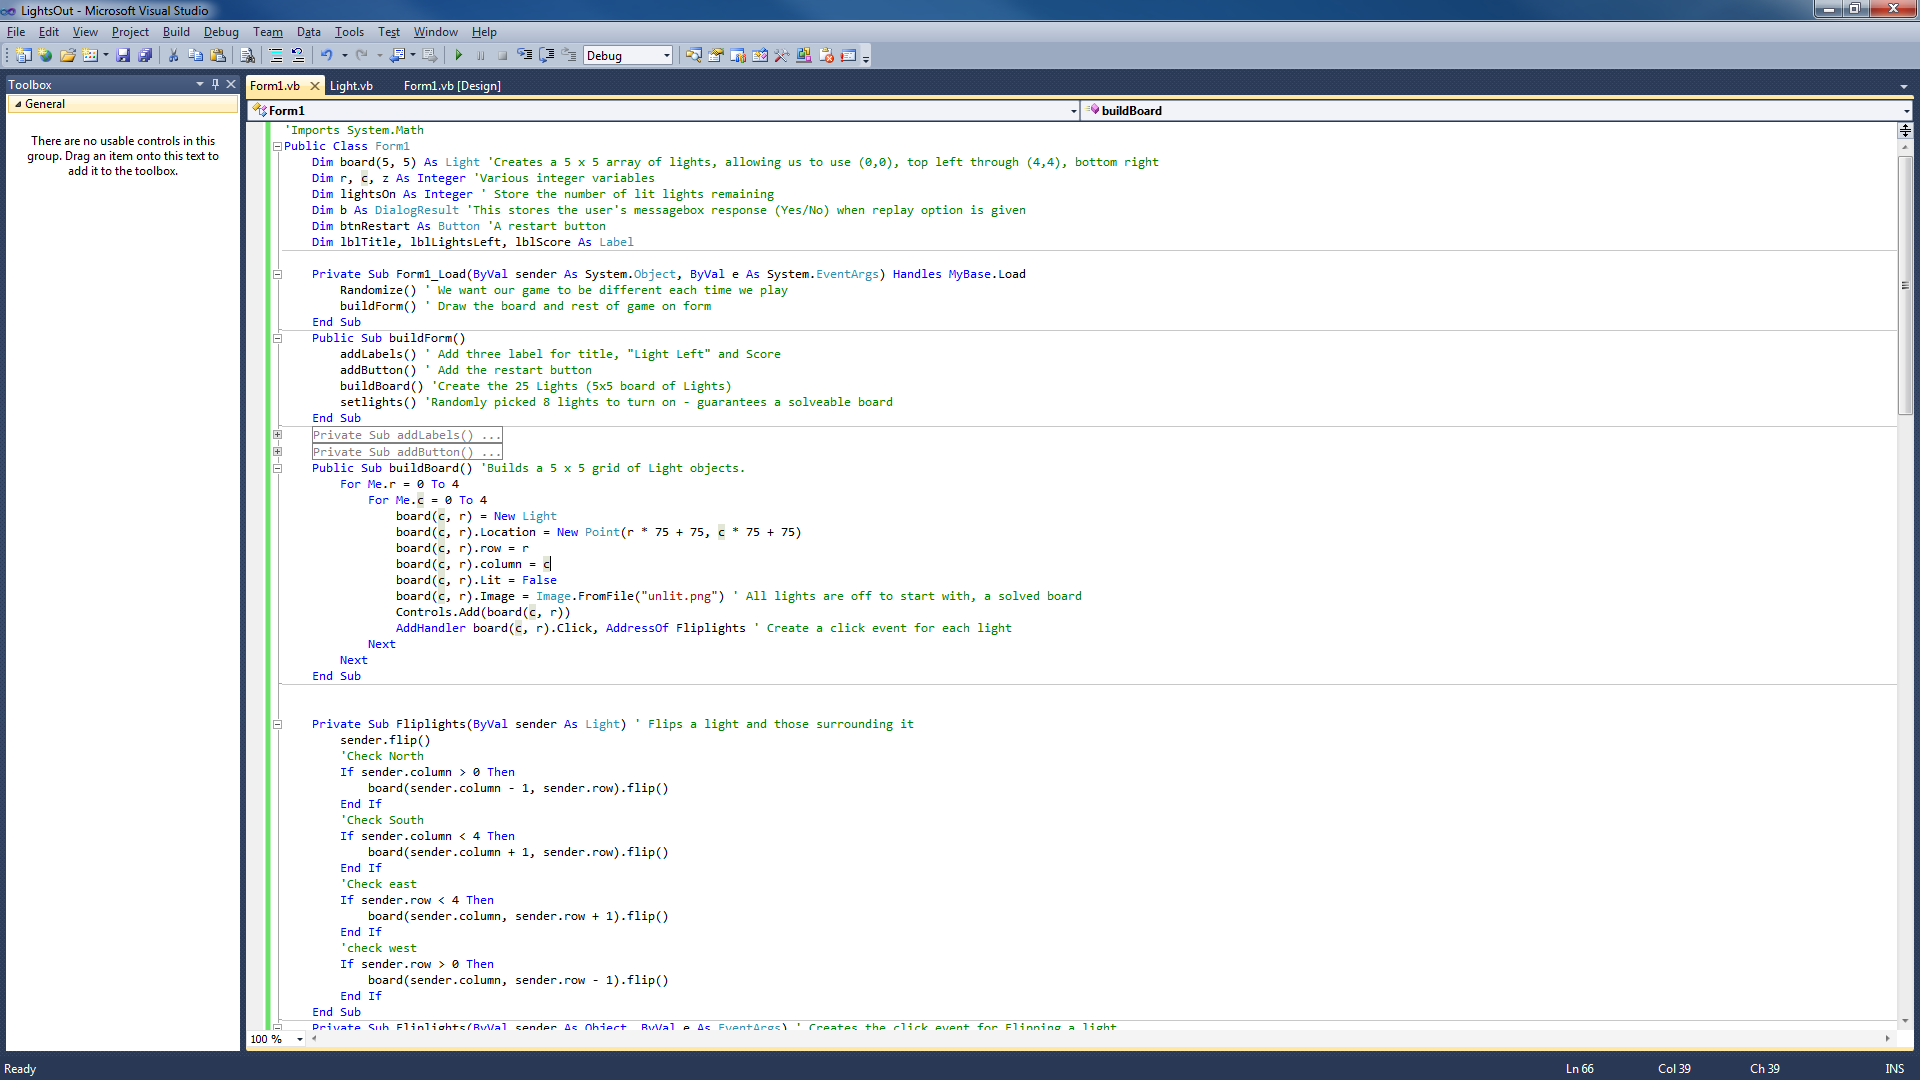 LightsOut - Microsoft Visual Studio
File Edit View Project Build Debug Team Data Tools Test Window Help
Debug
Toolbox
General
There are no usable controls in this
group. Drag an item onto this text to
add it to the toolbox.
Form1.vb Light.vb Form1.vb [Design]
Form1 buildBoard
'Imports System.Math
Public Class Form1
Dim board(5, 5) As Light 'Creates a 5 x 5 array of lights, allowing us to use (0,0), top left through (4,4), bottom right
Dim r, c, z As Integer 'Various integer variables
Dim lightsOn As Integer ' Store the number of lit lights remaining
Dim b As DialogResult 'This stores the user's messagebox response (Yes/No) when replay option is given
Dim btnRestart As Button 'A restart button
Dim lblTitle, lblLightsLeft, lblScore As Label
Private Sub Form1_Load(ByVal sender As System.Object, ByVal e As System.EventArgs) Handles MyBase.Load
Randomize() ' We want our game to be different each time we play
buildForm() ' Draw the board and rest of game on form
End Sub
Public Sub buildForm()
addLabels() ' Add three label for title, "Light Left" and Score
addButton() ' Add the restart button
buildBoard() 'Create the 25 Lights (5x5 board of Lights)
setlights() 'Randomly picked 8 lights to turn on - guarantees a solveable board
End Sub
Private Sub addLabels() ...
Private Sub addButton() ...
Public Sub buildBoard() 'Builds a 5 x 5 grid of Light objects.
For Me.r = 0 To 4
For Me.c = 0 To 4
board(c, r) = New Light
board(c, r).Location = New Point(r * 75 + 75, c * 75 + 75)
board(c, r).row = r
board(c, r).column = c
board(c, r).Lit = False
board(c, r).Image = Image.FromFile("unlit.png") ' All lights are off to start with, a solved board
Controls.Add(board(c, r))
AddHandler board(c, r).Click, AddressOf Fliplights ' Create a click event for each light
Next
Next
End Sub
Private Sub Fliplights(ByVal sender As Light) ' Flips a light and those surrounding it
sender.flip()
'Check North
If sender.column > 0 Then
board(sender.column - 1, sender.row).flip()
End If
'Check South
If sender.column < 4 Then
board(sender.column + 1, sender.row).flip()
End If
'Check east
If sender.row < 4 Then
board(sender.column, sender.row + 1).flip()
End If
'check west
If sender.row > 0 Then
board(sender.column, sender.row - 1).flip()
End If
End Sub
Private Sub Fliplights(ByVal sender As Object, ByVal e As EventArgs) ' Creates the click event for Flipping a light
100 %
Ready Ln 66 Col 39 Ch 39 INS